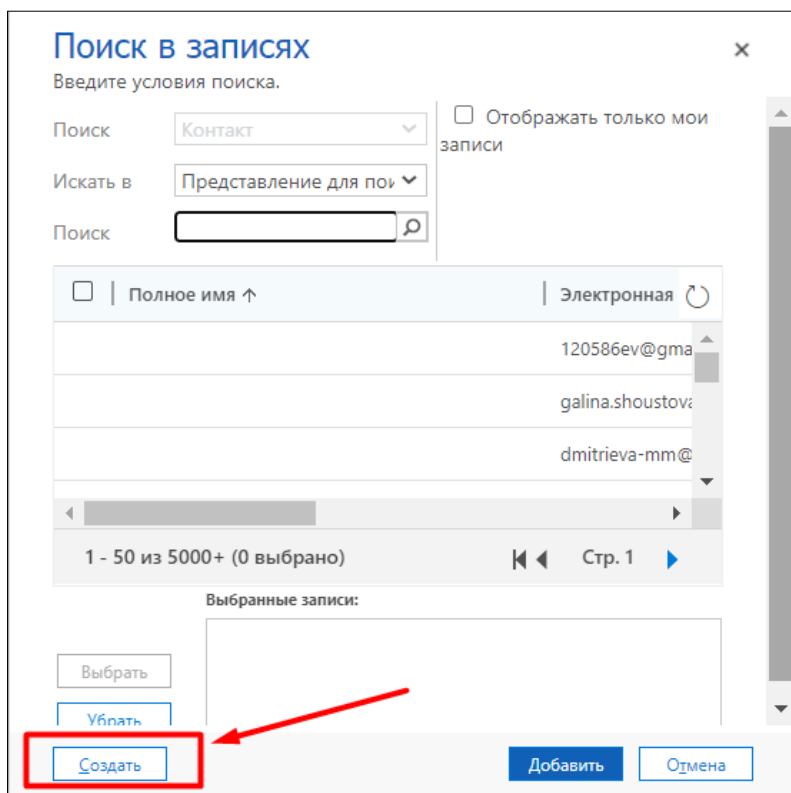 Поиск в записях
Введите условия поиска.
Поиск Контакт
Отображать только мои записи
Искать в Представление для пои
Поиск
Полное имя Электронная
120586ev@gma
galina.shoustova
dmitrieva-mm@
1 - 50 из 5000+ (0 выбрано) Стр. 1
Выбранные записи:
Выбрать
Убрать
Создать Добавить Отмена